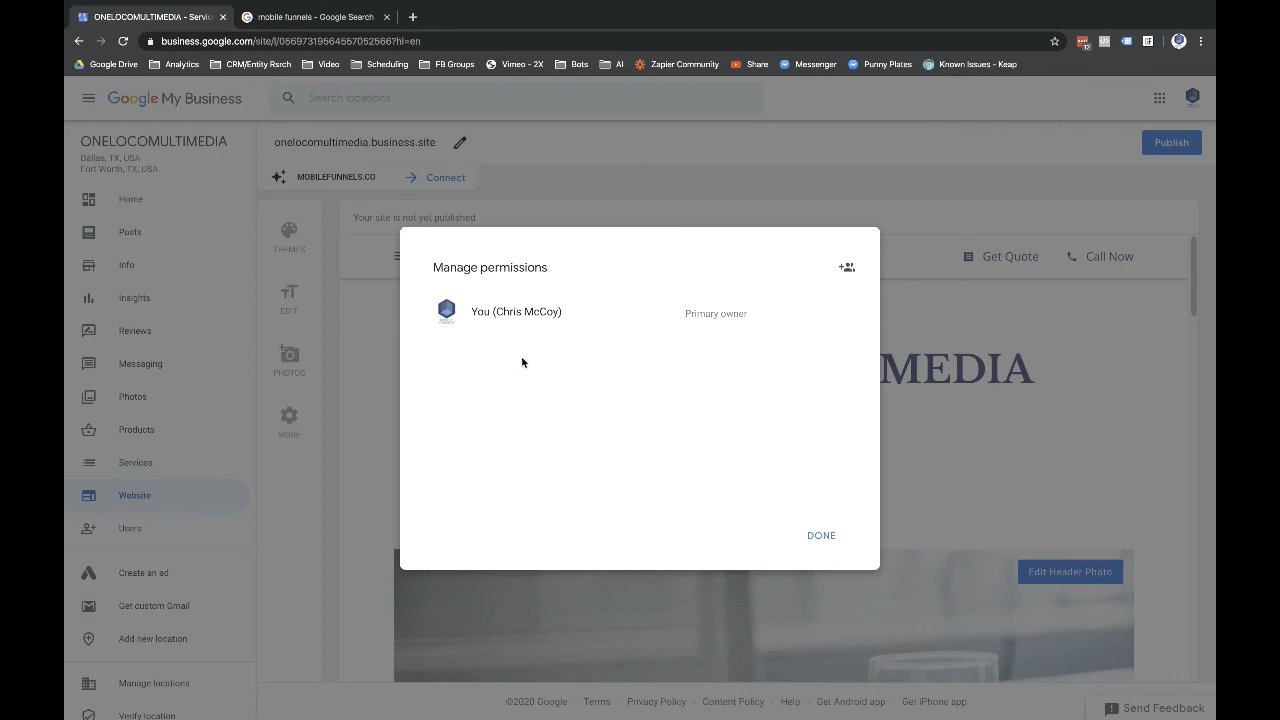 ONELOCOMULTIMEDIA - Servic
mobile funnels - Google Search
business.google.com/site/l/05697319564557052566?hl=en
12
Google Drive
Analytics
CRM/Entity Rsrch
Video
Scheduling
FB Groups
Vimeo - 2X
Bots
AI
Zapier Community
Share
Messenger
Punny Plates
Known Issues - Keap
Google My Business
Search locations
ONELOCOMULTIMEDIA
Dallas, TX, USA
Fort Worth, TX, USA
onelocomultimedia.business.site
Publish
MOBILEFUNNELS.CO
Connect
Home
Posts
Info
Insights
Reviews
Messaging
Photos
Products
Services
Website
Users
Create an ad
Get custom Gmail
Add new location
Manage locations
Verify location
THEMES
EDIT
PHOTOS
MORE
Your site is not yet published
Get Quote
Call Now
MEDIA
Edit Header Photo
Manage permissions
You (Chris McCoy)
Primary owner
DONE
©2020 Google
Terms
Privacy Policy
Content Policy
Help
Get Android app
Get iPhone app
Send Feedback